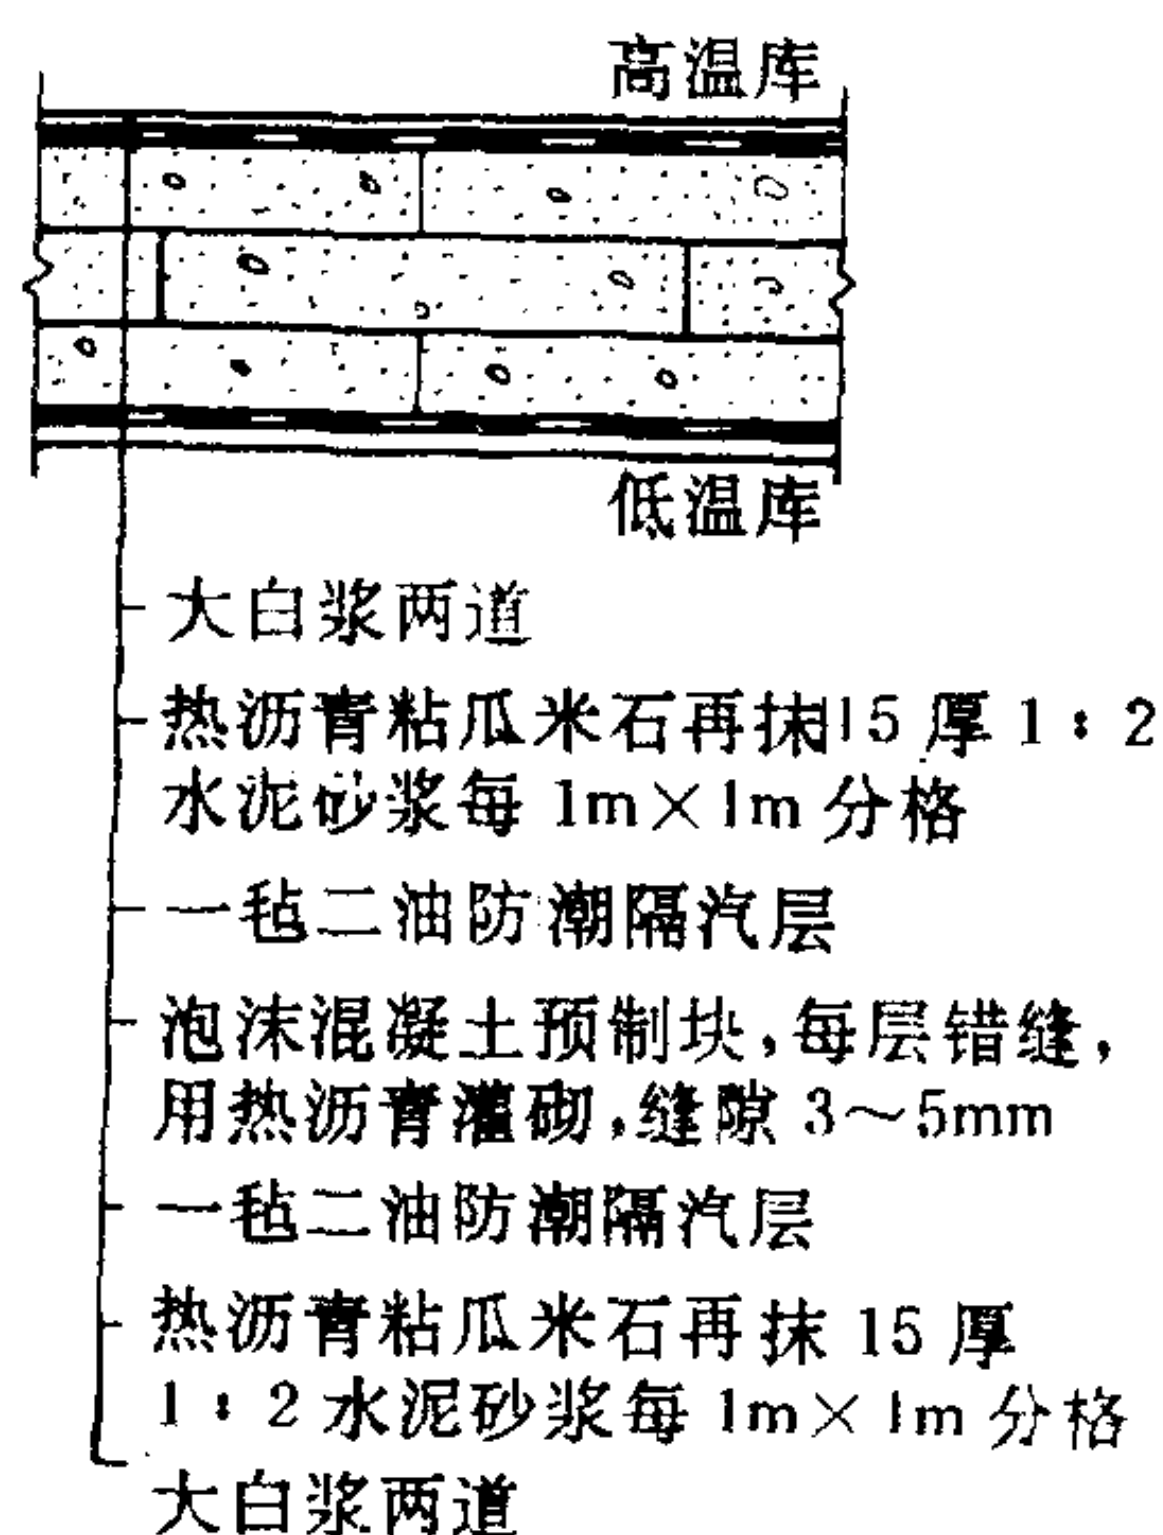 高温库
低温库
大白浆两道
热沥青粘瓜米石再抹15厚1：2
水泥砂浆每1m×1m分格
一毡二油防潮隔汽层
泡沫混凝土预制块，每层错缝，
用热沥青灌砌，缝隙3～5mm
一毡二油防潮隔汽层
热沥青粘瓜米石再抹15厚
1：2水泥砂浆每1m×1m分格
大白浆两道